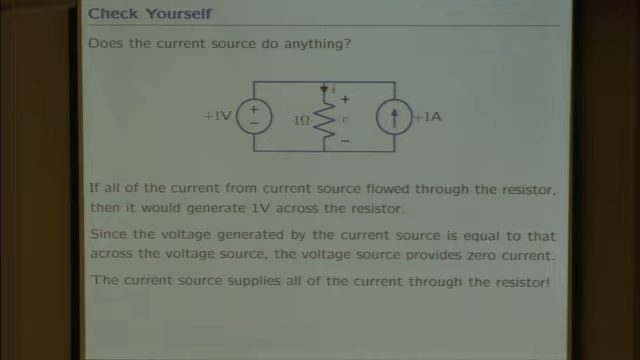 Check Yourself
Does the current source do anything?
+1V
+
−
i
1Ω
+
v
−
+1A
If all of the current from current source flowed through the resistor,
then it would generate 1V across the resistor.
Since the voltage generated by the current source is equal to that
across the voltage source, the voltage source provides zero current.
The current source supplies all of the current through the resistor!